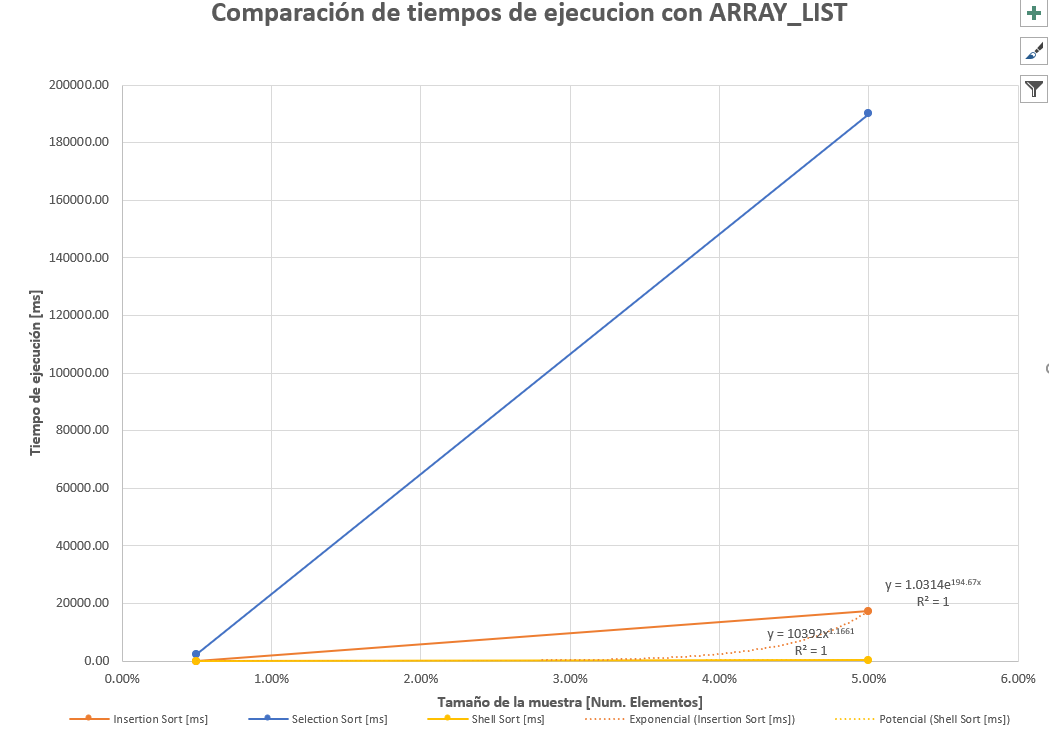 Comparación de tiempos de ejecucion con ARRAY_LIST
200000.00
180000.00
160000.00
140000.00
120000.00
100000.00
80000.00
60000.00
40000.00
20000.00
0.00
Tiempo de ejecución [ms]
y = 1.0314e^194.67x
R² = 1
y = 10392x
R² = 1
0.00% 1.00% 2.00% 3.00% 4.00% 5.00% 6.00%
Tamaño de la muestra [Num. Elementos]
Insertion Sort [ms] Selection Sort [ms] Shell Sort [ms] Exponencial (Insertion Sort [ms]) Potencial (Shell Sort [ms])